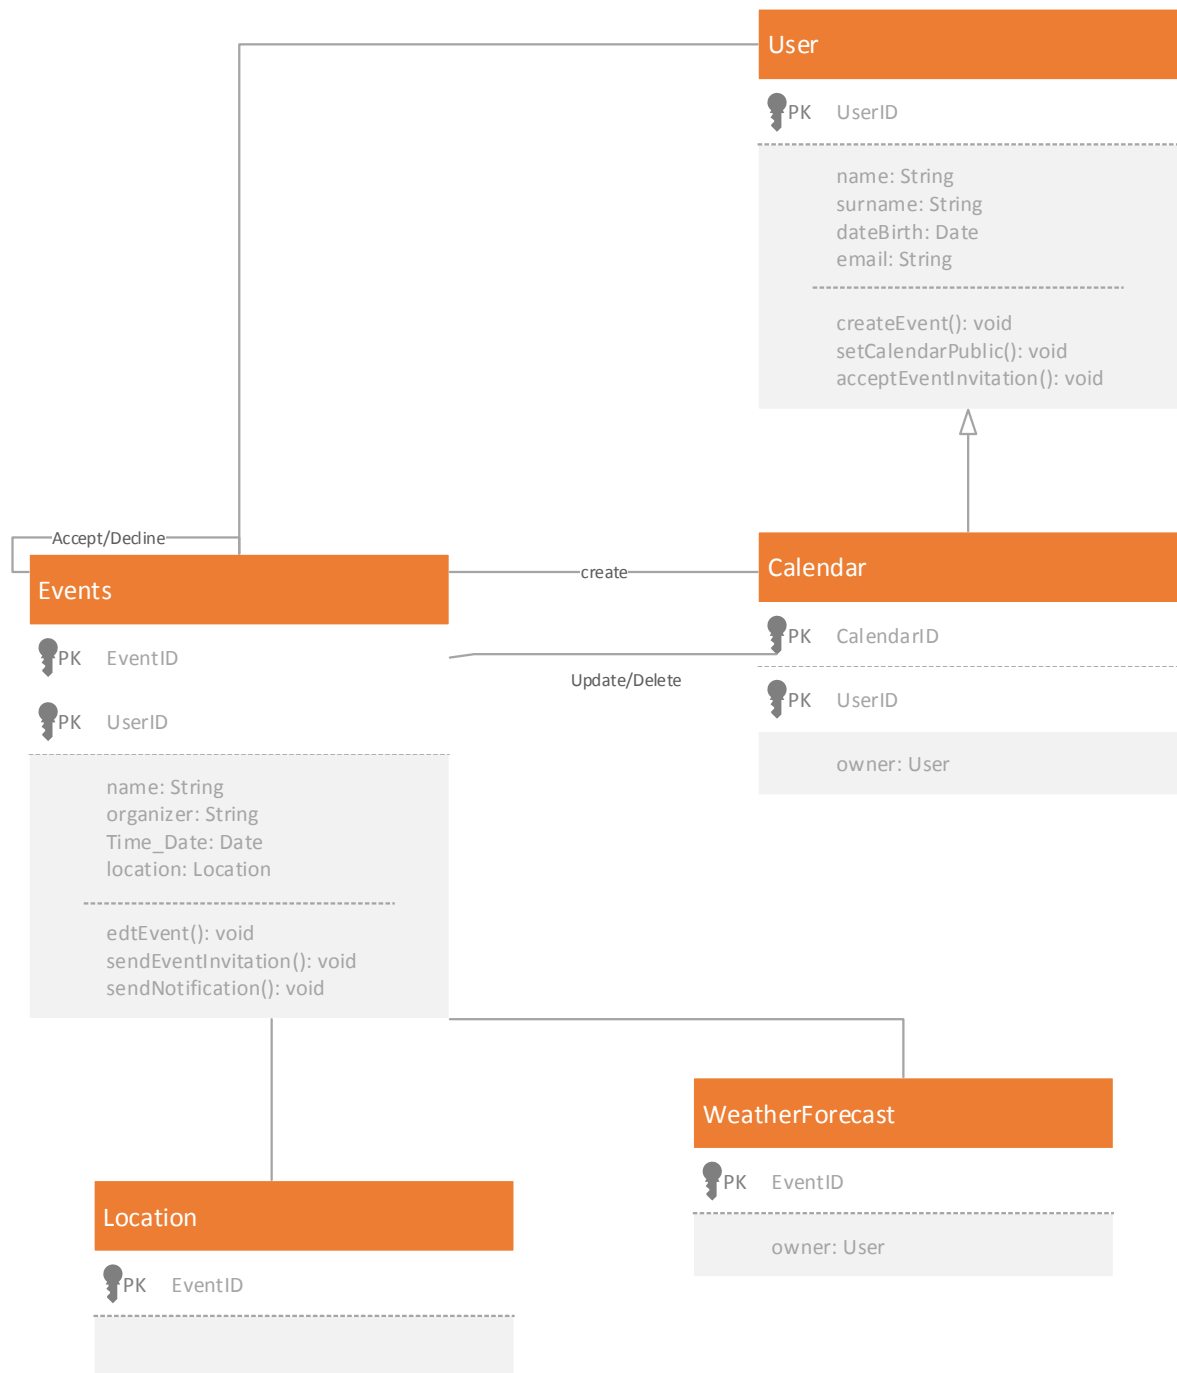 User
PK UserID
name: String
surname: String
dateBirth: Date
email: String
createEvent(): void
setCalendarPublic(): void
acceptEventInvitation(): void
Accept/Decline
Events
PK EventID
PK UserID
name: String
organizer: String
Time_Date: Date
location: Location
edtEvent(): void
sendEventInvitation(): void
sendNotification(): void
create
Update/Delete
Calendar
PK CalendarID
PK UserID
owner: User
WeatherForecast
PK EventID
owner: User
Location
PK EventID